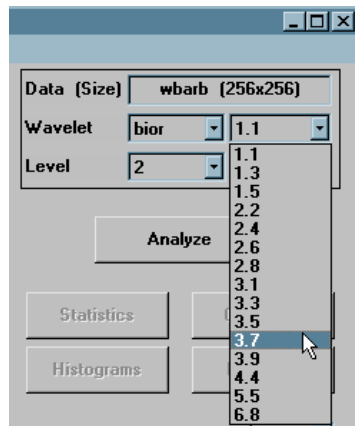 Data (Size) wbarb (256x256)
Wavelet bior 1.1
Level 2
1.1
1.3
1.5
2.2
2.4
2.6
2.8
3.1
3.3
3.5
3.7
3.9
4.4
5.5
6.8
Analyze
Statistics
Histograms